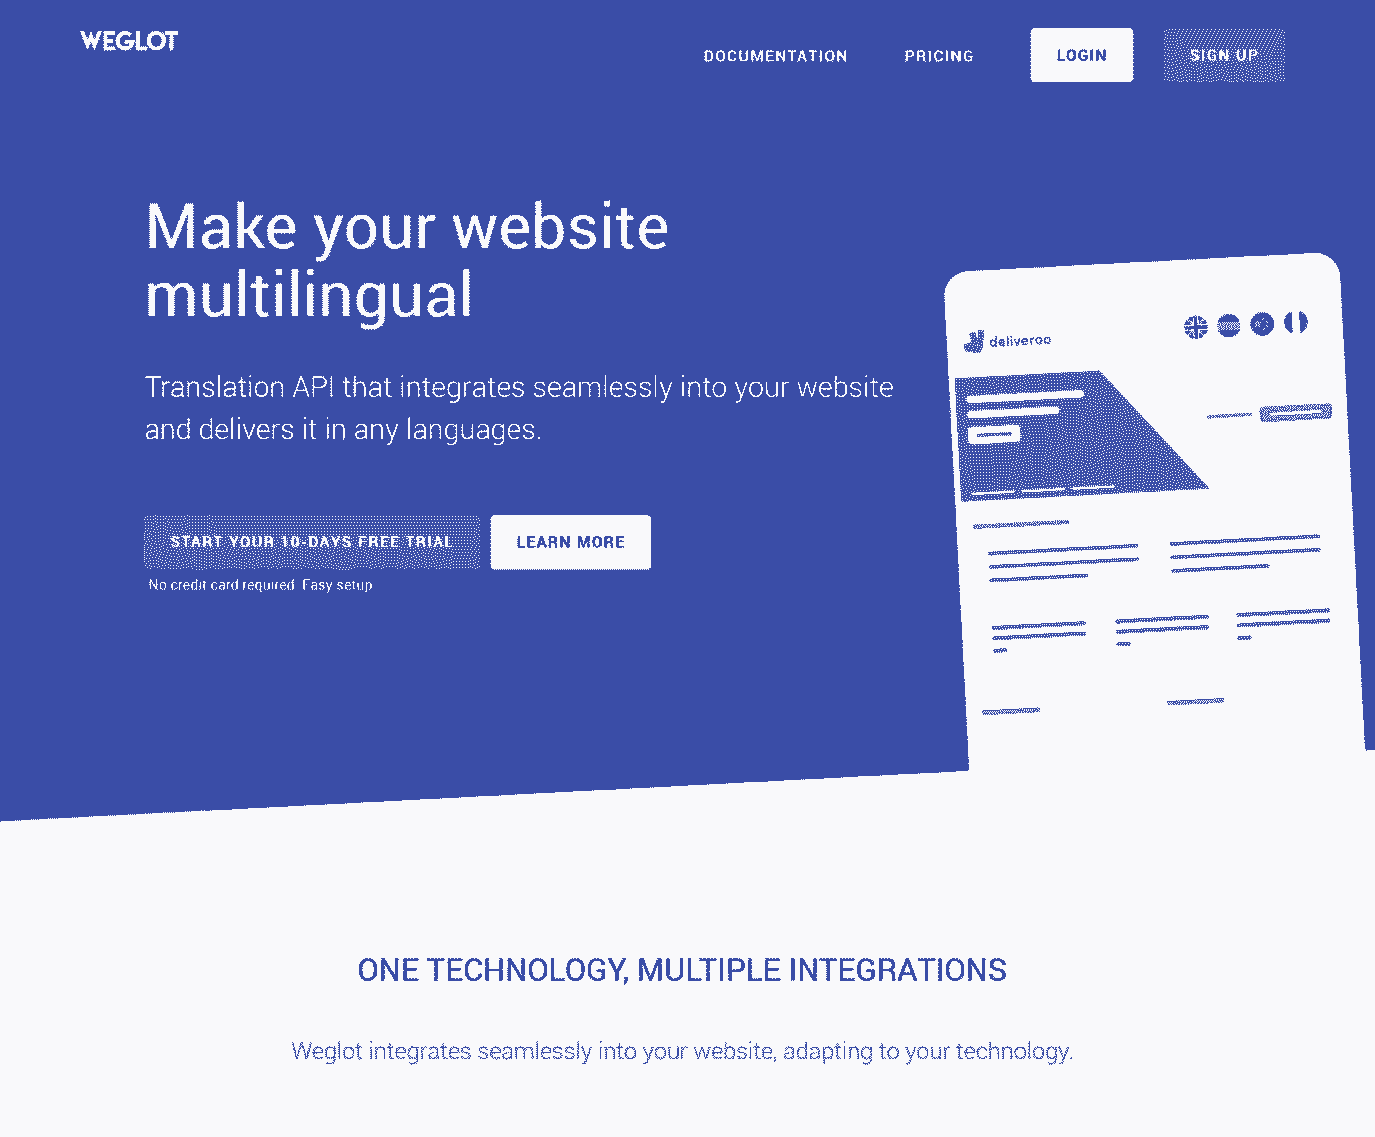 WEGLOT
DOCUMENTATION
PRICING
LOGIN
SIGN UP
Make your website
multilingual
Translation API that integrates seamlessly into your website
and delivers it in any languages.
START YOUR 10-DAYS FREE TRIAL
LEARN MORE
No credit card required. Easy setup
deliveroo
ONE TECHNOLOGY, MULTIPLE INTEGRATIONS
Weglot integrates seamlessly into your website, adapting to your technology.